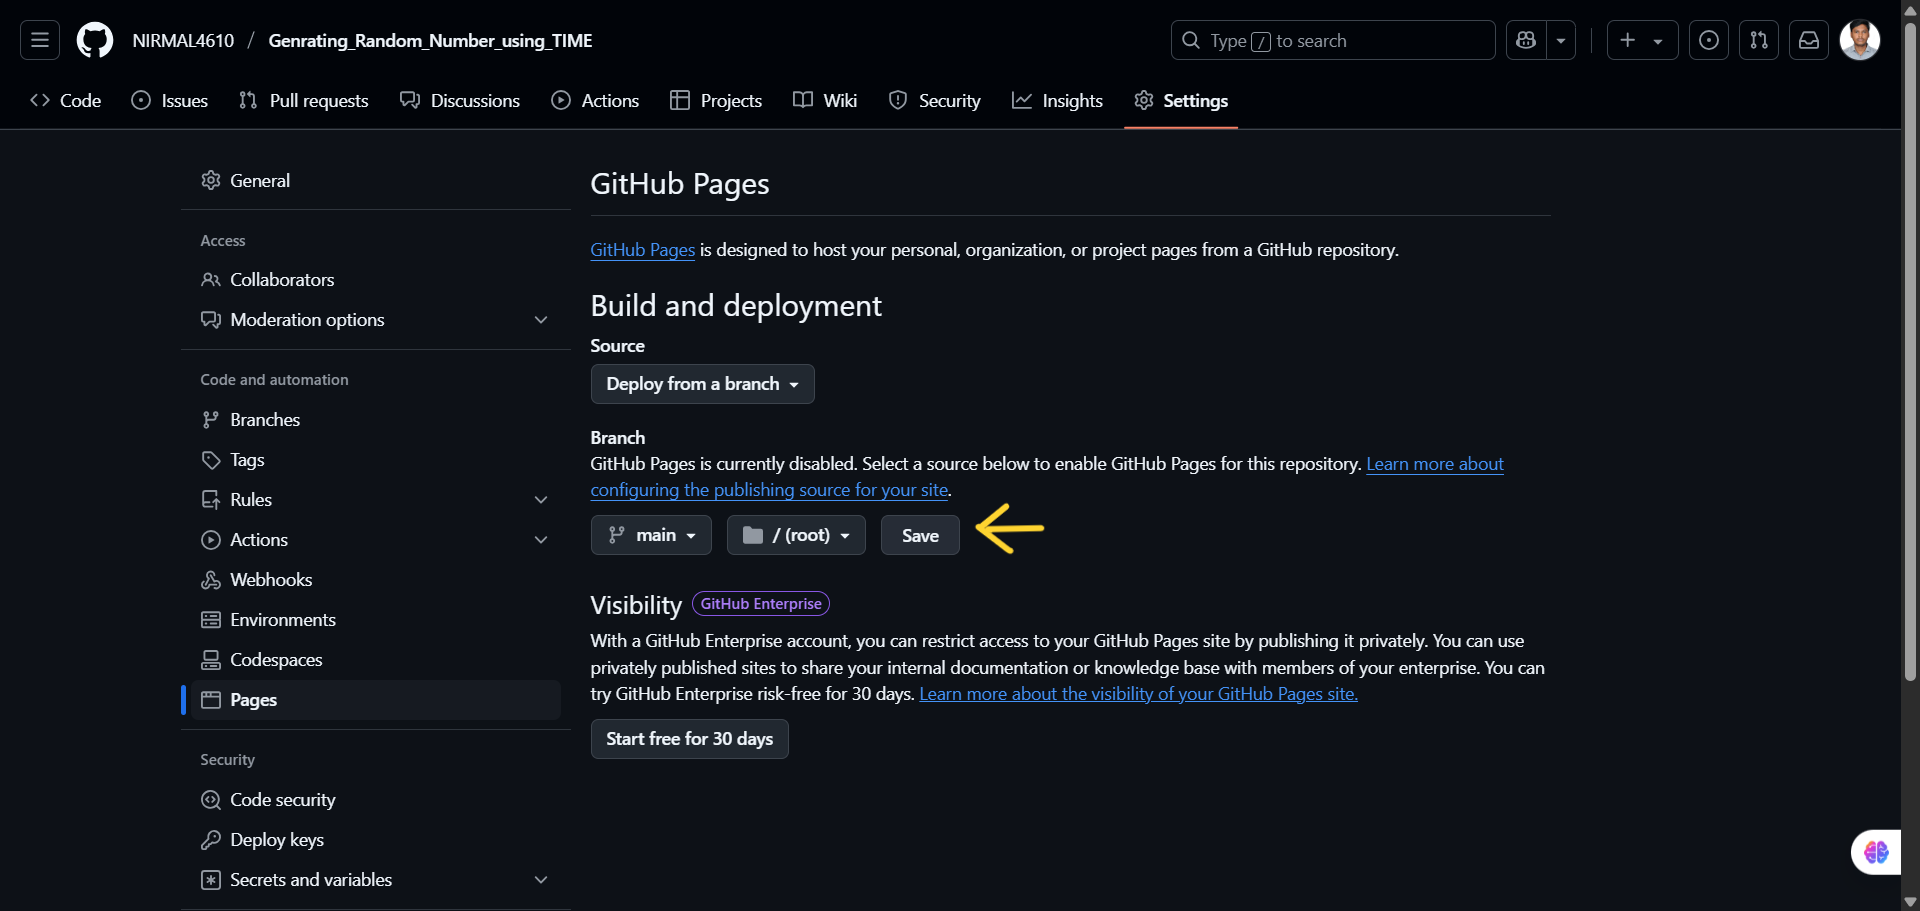 NIRMAL4610 / Genrating_Random_Number_using_TIME
Type / to search
Code
Issues
Pull requests
Discussions
Actions
Projects
Wiki
Security
Insights
Settings
General
Access
Collaborators
Moderation options
Code and automation
Branches
Tags
Rules
Actions
Webhooks
Environments
Codespaces
Pages
Security
Code security
Deploy keys
Secrets and variables
GitHub Pages
GitHub Pages is designed to host your personal, organization, or project pages from a GitHub repository.
Build and deployment
Source
Deploy from a branch
Branch
GitHub Pages is currently disabled. Select a source below to enable GitHub Pages for this repository. Learn more about
configuring the publishing source for your site.
main
/ (root)
Save
Visibility GitHub Enterprise
With a GitHub Enterprise account, you can restrict access to your GitHub Pages site by publishing it privately. You can use
privately published sites to share your internal documentation or knowledge base with members of your enterprise. You can
try GitHub Enterprise risk-free for 30 days. Learn more about the visibility of your GitHub Pages site.
Start free for 30 days